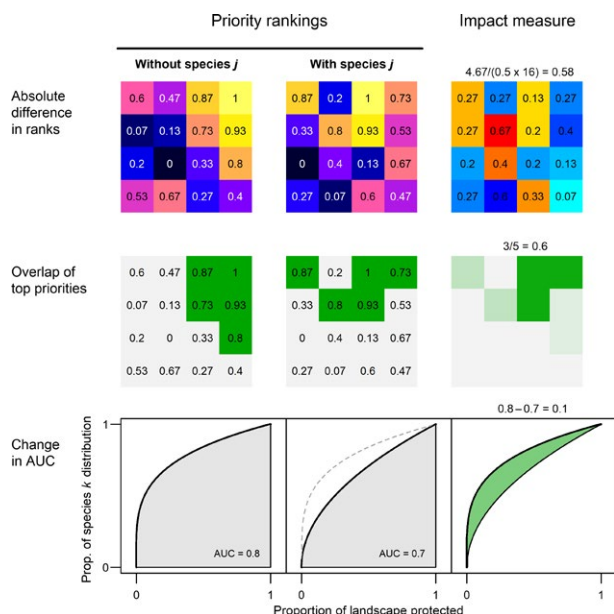 Priority rankings Impact measure
Without species j With species j 4.67/(0.5 x 16) = 0.58
Absolute
difference
in ranks
0.6 0.47 0.87 1 0.87 0.2 1 0.73 0.27 0.27 0.13 0.27
0.07 0.13 0.73 0.93 0.33 0.8 0.93 0.53 0.27 0.67 0.2 0.4
0.2 0 0.33 0.8 0 0.4 0.13 0.67 0.2 0.4 0.2 0.13
0.53 0.67 0.27 0.4 0.27 0.07 0.6 0.47 0.27 0.6 0.33 0.07
3/5 = 0.6
Overlap of
top priorities
0.6 0.47 0.87 1 0.87 0.2 1 0.73
0.07 0.13 0.73 0.93 0.33 0.8 0.93 0.53
0.2 0 0.33 0.8 0 0.4 0.13 0.67
0.53 0.67 0.27 0.4 0.27 0.07 0.6 0.47
0.8–0.7 = 0.1
Change
in AUC
Prop. of species k distribution
1
0
AUC = 0.8 AUC = 0.7
0 1 0 1 0 1
Proportion of landscape protected